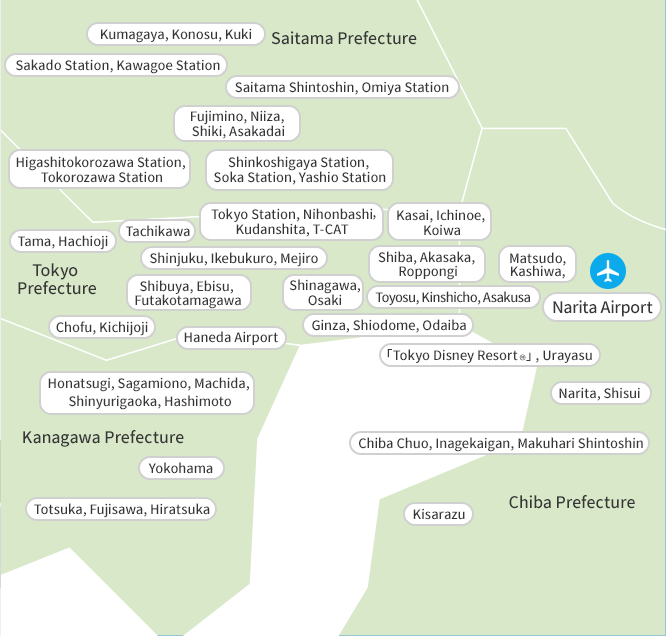 Kumagaya, Konosu, Kuki
Saitama Prefecture
Sakado Station, Kawagoe Station
Saitama Shintoshin, Omiya Station
Fujimino, Niiza,
Shiki, Asakadai
Higashitokorozawa Station,
Tokorozawa Station
Shinkoshigaya Station,
Soka Station, Yashio Station
Tokyo Station, Nihonbashi,
Kudanshita, T-CAT
Kasai, Ichinoe,
Koiwa
Tachikawa
Tama, Hachioji
Shinjuku, Ikebukuro, Mejiro
Shiba, Akasaka,
Roppongi
Matsudo,
Kashiwa,
Tokyo
Prefecture
Shibuya, Ebisu,
Futakotamagawa
Shinagawa,
Osaki
Toyosu, Kinshicho, Asakusa
Narita Airport
Chofu, Kichijoji
Haneda Airport
Ginza, Shiodome, Odaiba
「Tokyo Disney Resort®」, Urayasu
Honatsugi, Sagamiono, Machida,
Shinyurigaoka, Hashimoto
Narita, Shisui
Kanagawa Prefecture
Chiba Chuo, Inagekaigan, Makuhari Shintoshin
Yokohama
Totsuka, Fujisawa, Hiratsuka
Kisarazu
Chiba Prefecture